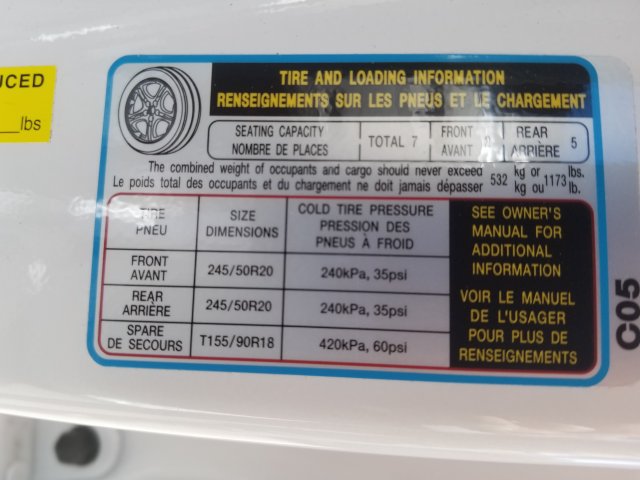 UCED
lbs
TIRE AND LOADING INFORMATION
RENSEIGNEMENTS SUR LES PNEUS ET LE CHARGEMENT
SEATING CAPACITY
NOMBRE DE PLACES
TOTAL 7
FRONT
AVANT
REAR
ARRIÈRE 5
The combined weight of occupants and cargo should never exceed
Le poids total des occupants et du chargement ne doit jamais dépasser
532 kg or
kg ou 1173 lbs.
lb.
TIRE
PNEU
SIZE
DIMENSIONS
COLD TIRE PRESSURE
PRESSION DES
PNEUS À FROID
SEE OWNER'S
MANUAL FOR
ADDITIONAL
INFORMATION
FRONT
AVANT
245/50R20
240kPa, 35psi
REAR
ARRIÈRE
245/50R20
240kPa, 35psi
VOIR LE MANUEL
DE L'USAGER
POUR PLUS DE
RENSEIGNEMENTS
SPARE
DE SECOURS
T155/90R18
420kPa, 60psi
C05